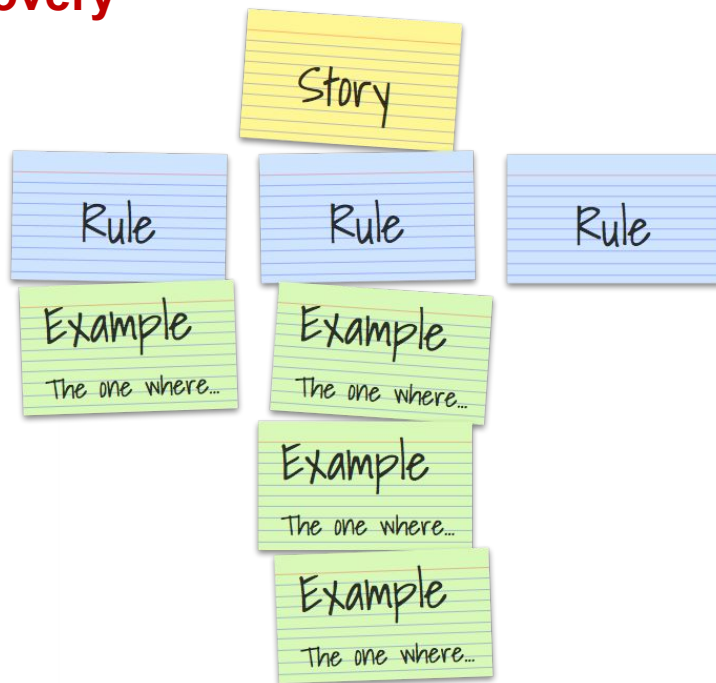 overy
Story
Rule
Rule
Rule
Example
The one where...
Example
The one where...
Example
The one where...
Example
The one where...